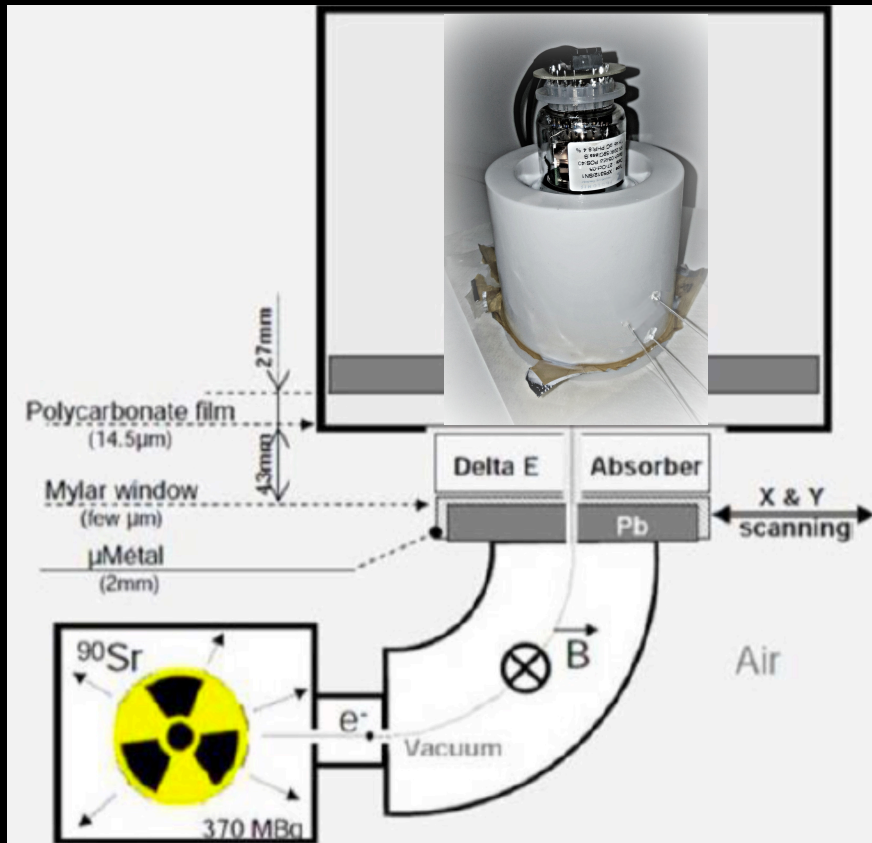 27mm
Polycarbonate film
(14.5µm)
43mm
Delta E
Absorber
Mylar window
(few µm)
X & Y
scanning
Pb
µMétal
(2mm)
⁹⁰Sr
B
Air
e⁻
Vacuum
370 MBq